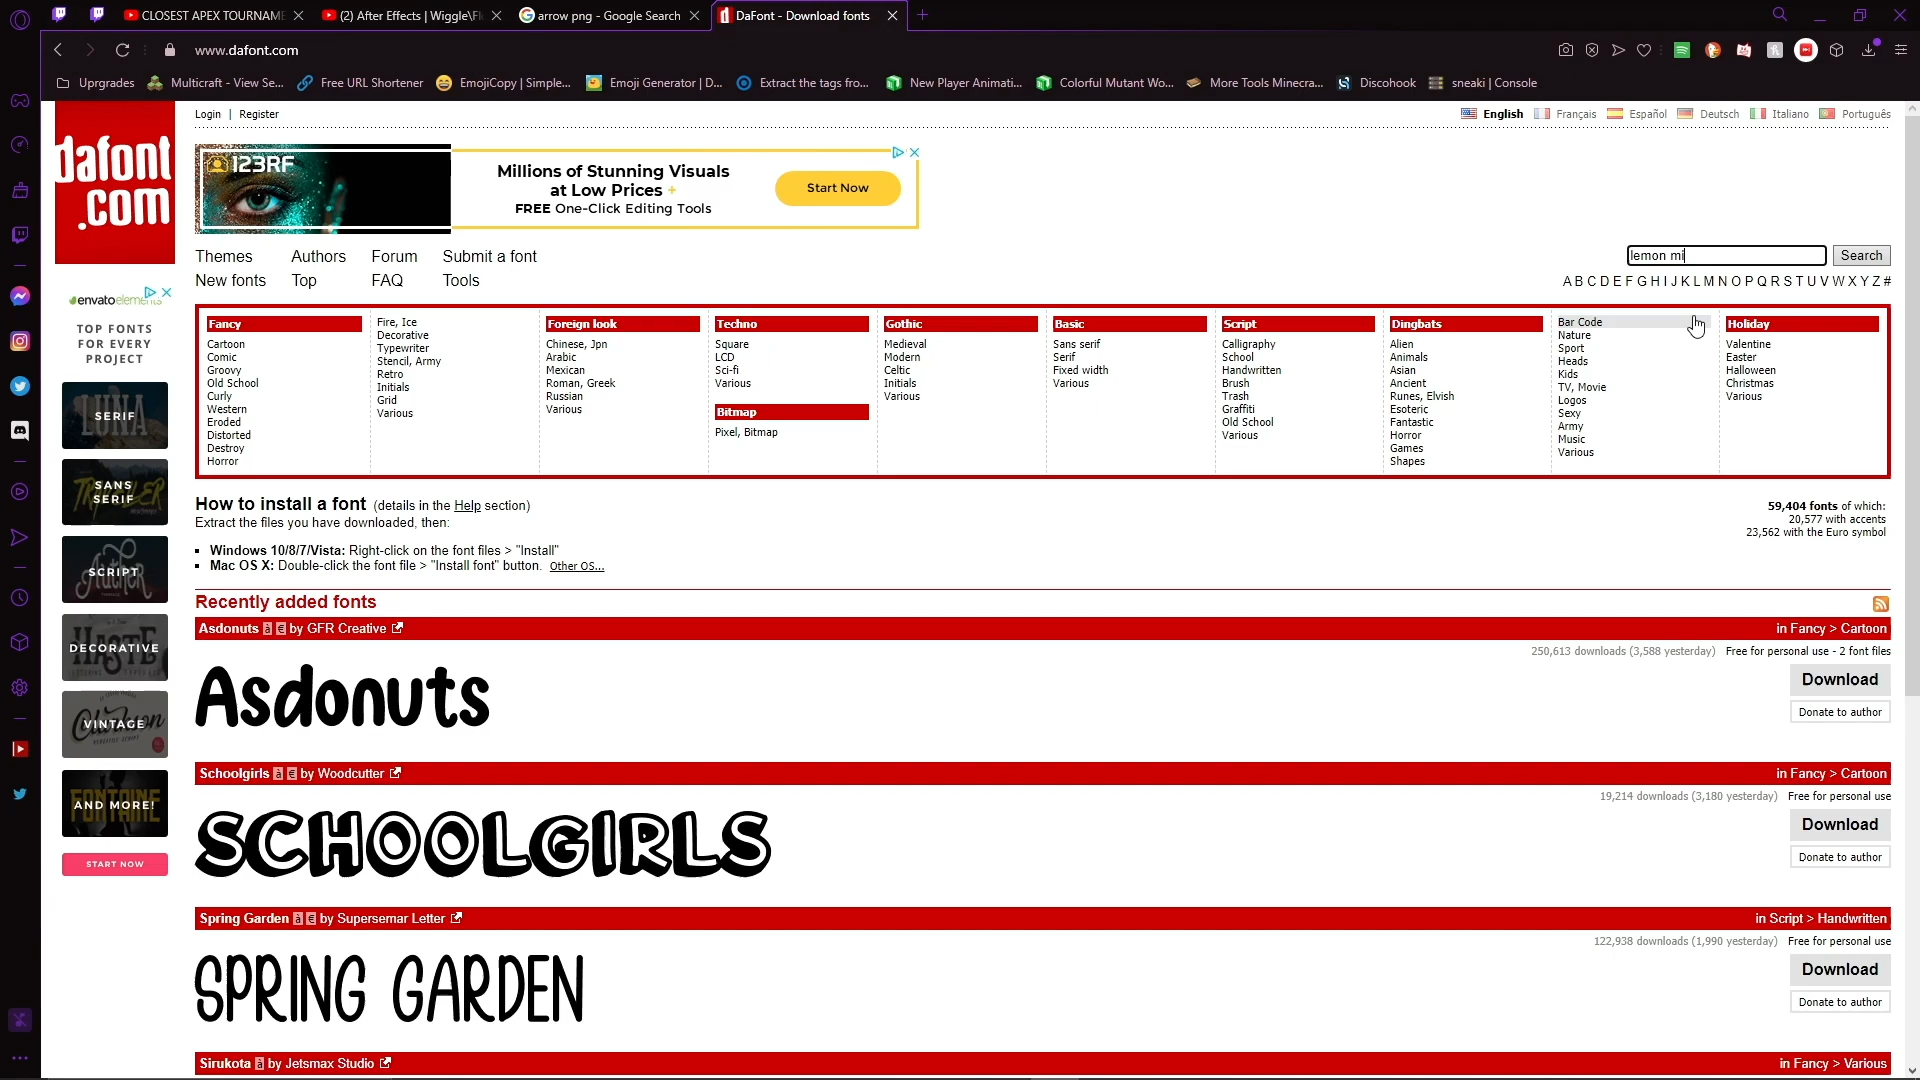 CLOSEST APEX TOURNAME
(2) After Effects | Wiggle\Fl
arrow png - Google Search
DaFont - Download fonts
www.dafont.com
Uprgrades
Multicraft - View Se...
Free URL Shortener
EmojiCopy | Simple...
Emoji Generator | D...
Extract the tags fro...
New Player Animati...
Colorful Mutant Wo...
More Tools Minecra...
Discohook
sneaki | Console
dafont
.com
Login | Register
English Français Español Deutsch Italiano Português
123RF
Millions of Stunning Visuals
at Low Prices +
FREE One-Click Editing Tools
Start Now
Themes Authors Forum Submit a font
New fonts Top FAQ Tools
lemon mi
Search
A B C D E F G H I J K L M N O P Q R S T U V W X Y Z #
Fancy
Cartoon
Comic
Groovy
Old School
Curly
Western
Eroded
Distorted
Destroy
Horror
Fire, Ice
Decorative
Typewriter
Stencil, Army
Retro
Initials
Grid
Various
Foreign look
Chinese, Jpn
Arabic
Mexican
Roman, Greek
Russian
Various
Techno
Square
LCD
Sci-fi
Various
Bitmap
Pixel, Bitmap
Gothic
Medieval
Modern
Celtic
Initials
Various
Basic
Sans serif
Serif
Fixed width
Various
Script
Calligraphy
School
Handwritten
Brush
Trash
Graffiti
Old School
Various
Dingbats
Alien
Animals
Asian
Ancient
Runes, Elvish
Esoteric
Fantastic
Horror
Games
Shapes
Bar Code
Nature
Sport
Heads
Kids
TV, Movie
Logos
Sexy
Army
Music
Various
Holiday
Valentine
Easter
Halloween
Christmas
Various
envatoelements
TOP FONTS
FOR EVERY
PROJECT
SERIF
SANS
SERIF
SCRIPT
DECORATIVE
VINTAGE
AND MORE!
START NOW
How to install a font (details in the Help section)
Extract the files you have downloaded, then:
Windows 10/8/7/Vista: Right-click on the font files > "Install"
Mac OS X: Double-click the font file > "Install font" button. Other OS...
59,404 fonts of which:
20,577 with accents
23,562 with the Euro symbol
Recently added fonts
Asdonuts à € by GFR Creative
in Fancy > Cartoon
250,613 downloads (3,588 yesterday) Free for personal use - 2 font files
Asdonuts
Download
Donate to author
Schoolgirls à € by Woodcutter
in Fancy > Cartoon
19,214 downloads (3,180 yesterday) Free for personal use
SCHOOLGIRLS
Download
Donate to author
Spring Garden à € by Supersemar Letter
in Script > Handwritten
122,938 downloads (1,990 yesterday) Free for personal use
SPRING GARDEN
Download
Donate to author
Sirukota à by Jetsmax Studio
in Fancy > Various